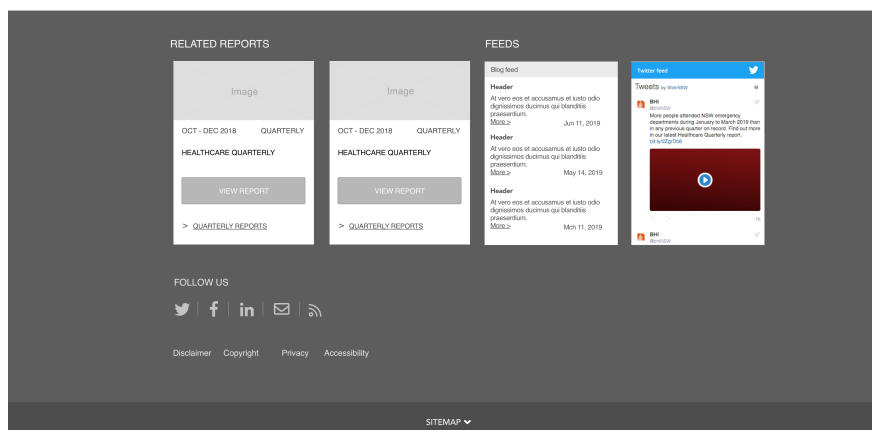 RELATED REPORTS
Image
OCT - DEC 2018 QUARTERLY
HEALTHCARE QUARTERLY
VIEW REPORT
> QUARTERLY REPORTS
Image
OCT - DEC 2018 QUARTERLY
HEALTHCARE QUARTERLY
VIEW REPORT
> QUARTERLY REPORTS
FEEDS
Blog feed
Header
At vero eos et accusamus et iusto odio
dignissimos ducimus qui blanditiis
praesentium.
More > Jun 11, 2019
Header
At vero eos et accusamus et iusto odio
dignissimos ducimus qui blanditiis
praesentium.
More > May 14, 2019
Header
At vero eos et accusamus et iusto odio
dignissimos ducimus qui blanditiis
praesentium.
More > Mch 11, 2019
Twitter feed
Tweets by @bhiNSW
BHI
@bhiNSW
More people attended NSW emergency
departments during January to March 2019 than
in any previous quarter on record. Find out more
in our latest Healthcare Quarterly report.
BHI
@bhiNSW
FOLLOW US
Disclaimer Copyright Privacy Accessibility
SITEMAP